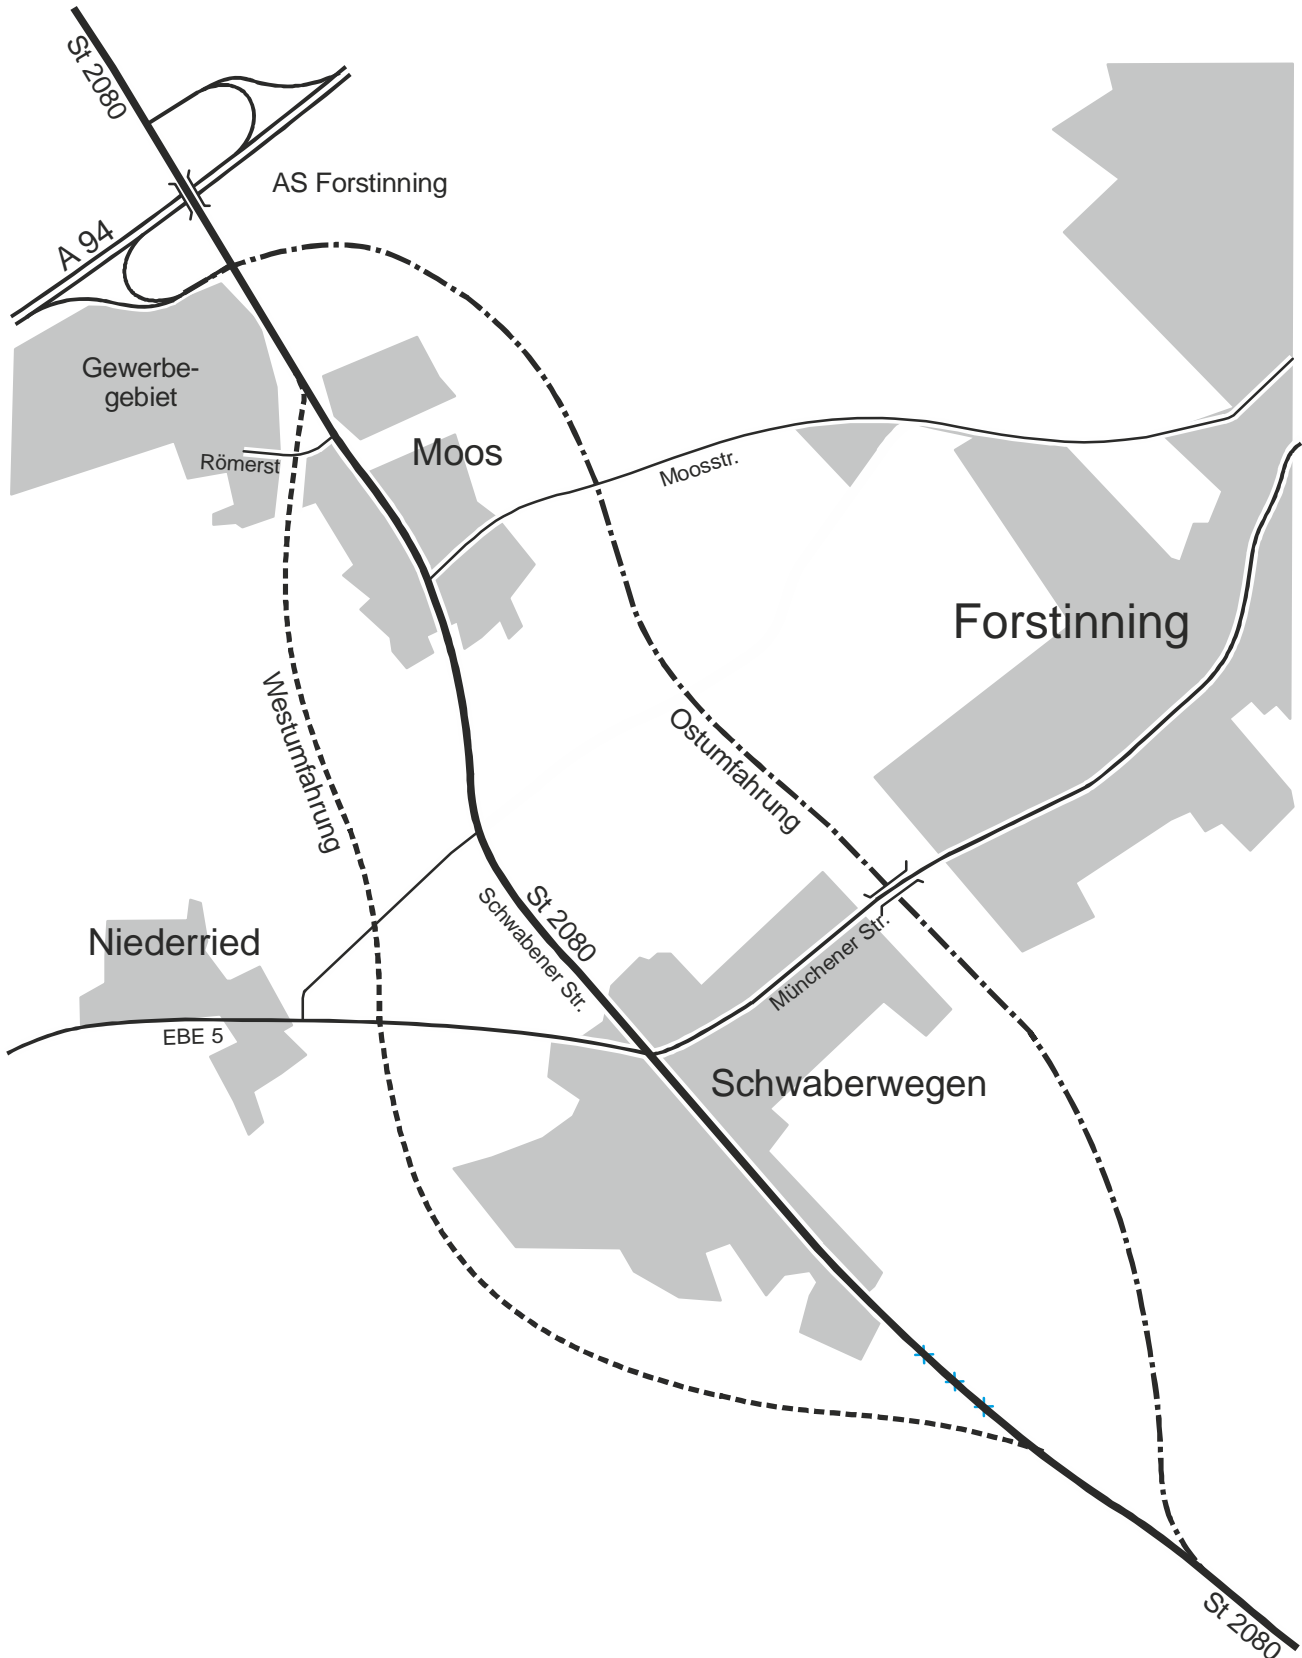 St 2080
AS Forstinning
A 94
Gewerbe-
gebiet
Moos
Römerst
Moosstr.
Forstinning
Westumfahrung
Ostumfahrung
St 2080
Schwabener Str.
Niederried
Münchener Str.
EBE 5
Schwaberwegen
St 2080